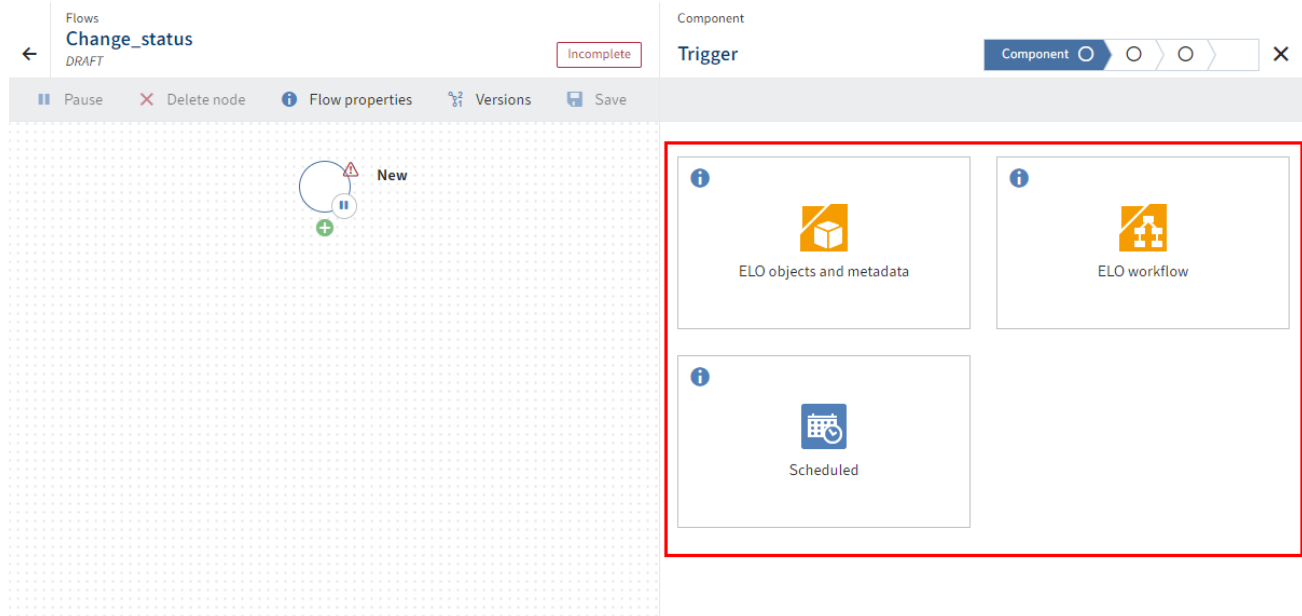 Flows
Change_status
DRAFT
Incomplete
Pause
Delete node
Flow properties
Versions
Save
New
Component
Trigger
Component
ELO objects and metadata
ELO workflow
Scheduled